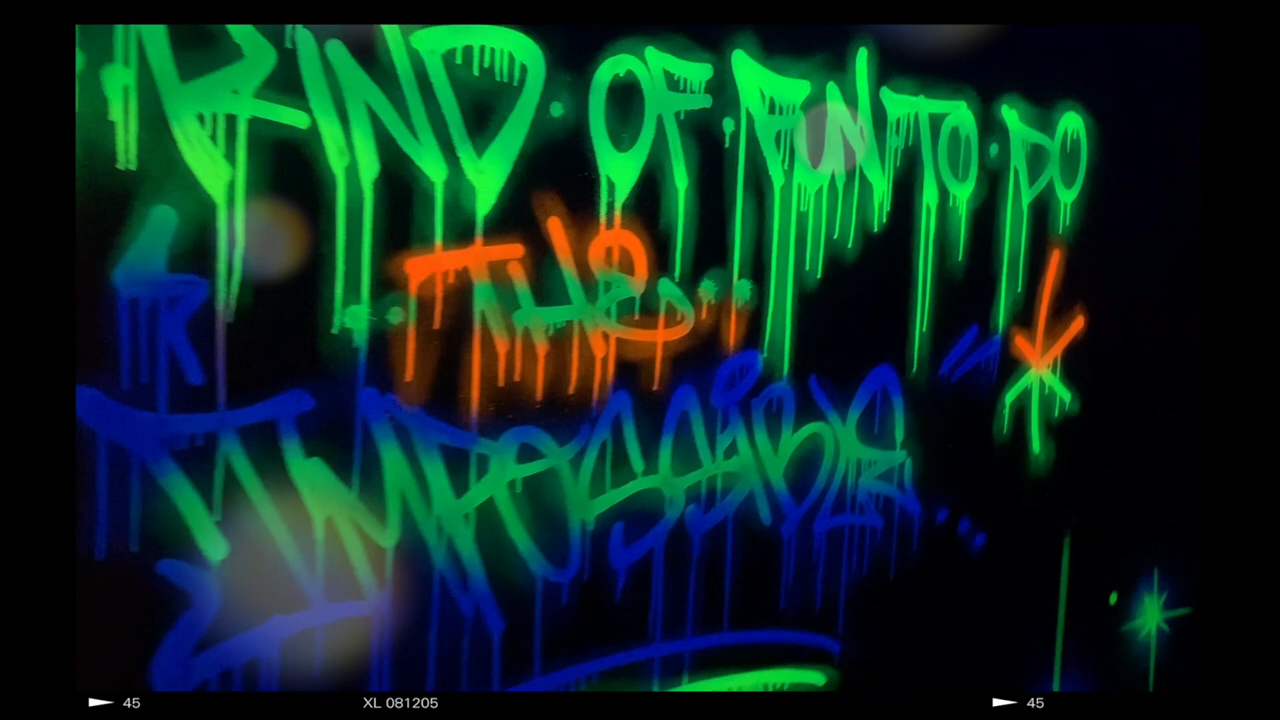 KIND · OF · FUN TO · DO
THE...
IMPOSSiBLE...
45 XL 081205 45